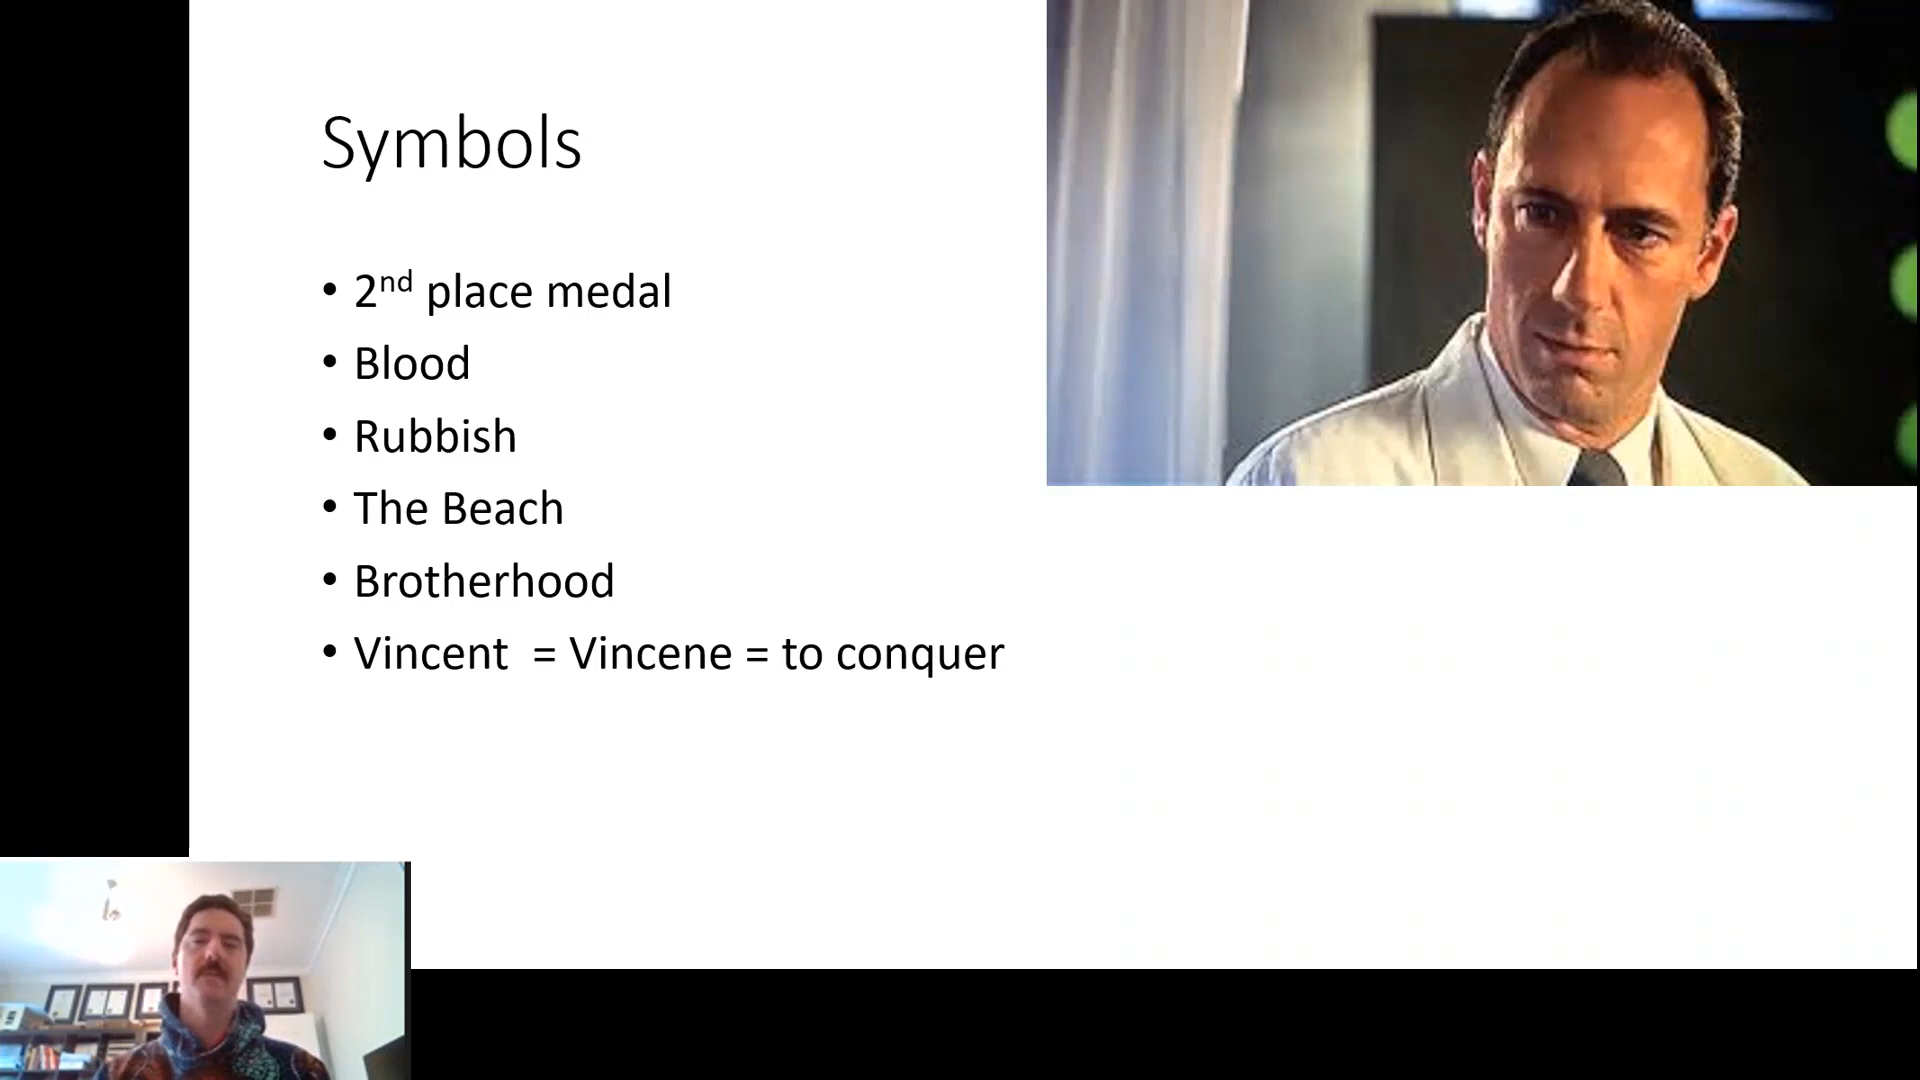 Symbols
• 2nd place medal
• Blood
• Rubbish
• The Beach
• Brotherhood
• Vincent  = Vincene = to conquer